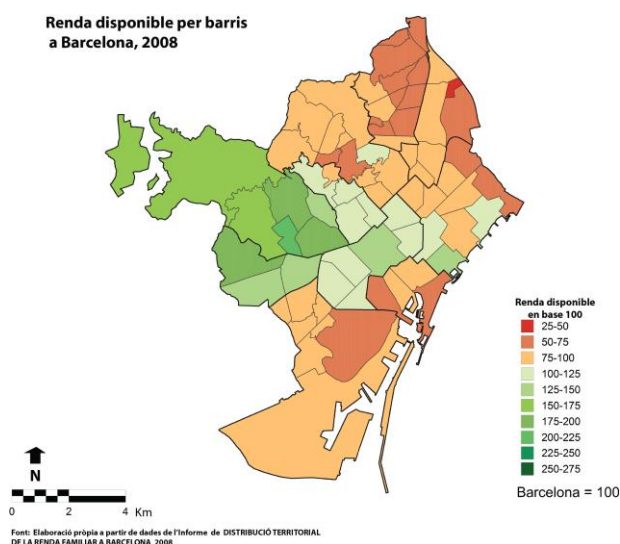 Renda disponible per barris
a Barcelona, 2008
Renda disponible
en base 100
25-50
50-75
75-100
100-125
125-150
150-175
175-200
200-225
225-250
250-275
Barcelona = 100
N
0 2 4 Km
Font: Elaboració pròpia a partir de dades de l'Informe de DISTRIBUCIÓ TERRITORIAL
DE LA RENDA FAMILIAR A BARCELONA 2008